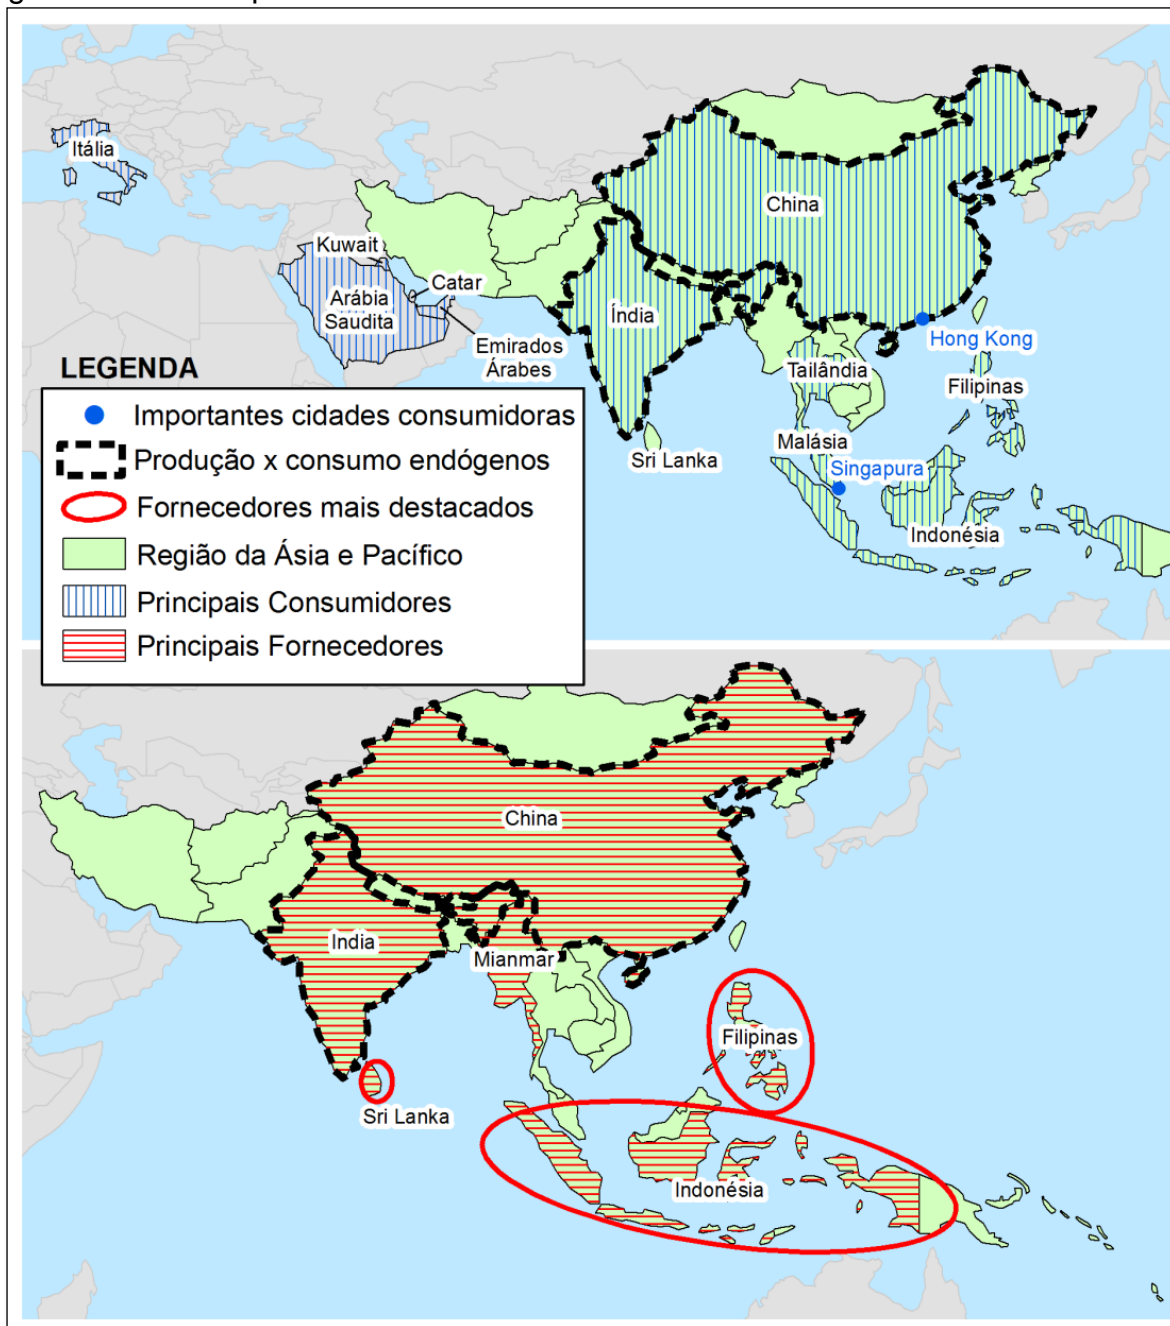 Itália
China
Kuwait
Catar
Arábia
Saudita
Índia
Emirados
Árabes
Hong Kong
Tailândia
Filipinas
Malásia
Sri Lanka
Singapura
Indonésia
LEGENDA
Importantes cidades consumidoras
Produção x consumo endógenos
Fornecedores mais destacados
Região da Ásia e Pacífico
Principais Consumidores
Principais Fornecedores
China
India
Mianmar
Filipinas
Sri Lanka
Indonésia